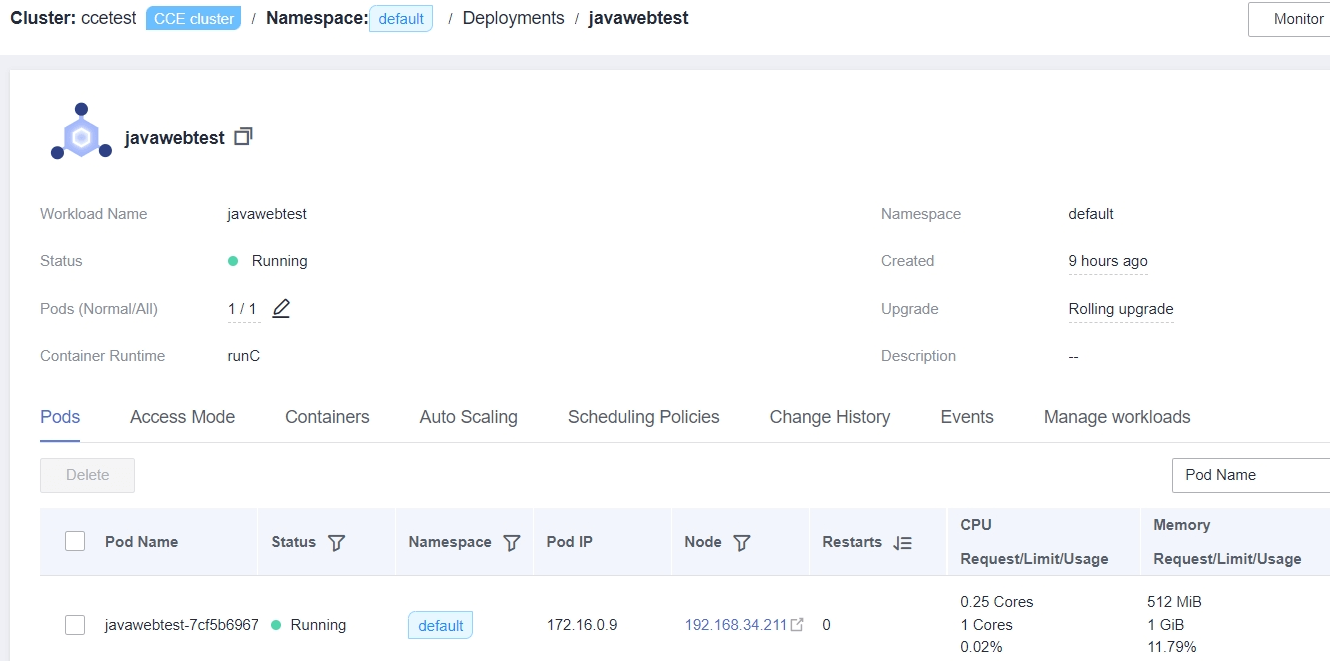 Cluster: ccetest CCE cluster / Namespace: default / Deployments / javawebtest
Monitor
javawebtest
Workload Name javawebtest Namespace default
Status Running Created 9 hours ago
Pods (Normal/All) 1 / 1 Upgrade Rolling upgrade
Container Runtime runC Description --
Pods Access Mode Containers Auto Scaling Scheduling Policies Change History Events Manage workloads
Delete Pod Name
Pod Name Status Namespace Pod IP Node Restarts CPU Request/Limit/Usage Memory Request/Limit/Usage
javawebtest-7cf5b6967 Running default 172.16.0.9 192.168.34.211 0
0.25 Cores 512 MiB
1 Cores 1 GiB
0.02% 11.79%